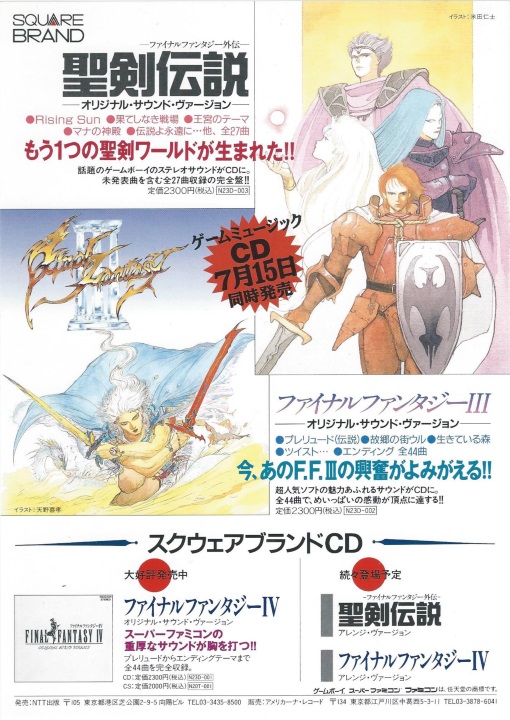 SQUARE
BRAND
イラスト:米田仁士
―ファイナルファンタジー外伝―
聖剣伝説
―オリジナル・サウンド・ヴァージョン―
●Rising Sun ●果てしなき戦場 ●王宮のテーマ
●マナの神殿 ●伝説よ永遠に…他、全27曲
もう1つの聖剣ワールドが生まれた!!
話題のゲームボーイのステレオサウンドがCDに。
未発表曲を含む全27曲収録の完全盤!!
定価2300円(税込) N23D-003
ゲームミュージック
CD
7月15日
同時発売
FINAL FANTASY
III
イラスト:天野喜孝
ファイナルファンタジーIII
―オリジナル・サウンド・ヴァージョン―
●プレリュード(伝説) ●故郷の街ウル ●生きている森
●ツイスト… ●エンディング 全44曲
今、あのF.F.IIIの興奮がよみがえる!!
超人気ソフトの魅力あふれるサウンドがCDに。
全44曲で、めいっぱいの感動が頂点に達する!!
定価2300円(税込) N23D-002
スクウェアブランドCD
大好評発売中
FINAL FANTASY IV
ファイナルファンタジーIV
オリジナル・サウンド・ヴァージョン
スーパーファミコンの
重厚なサウンドが胸を打つ!!
プレリュードからエンディングテーマまで
全44曲を完全収録。
CD:定価2300円(税込) N23D-001
CS:定価2000円(税込) N20T-001
続々登場予定
-ファイナルファンタジー外伝-
聖剣伝説
アレンジ・ヴァージョン
ファイナルファンタジーIV
アレンジ・ヴァージョン
ゲームボーイ、スーパーファミコン、ファミコンは、任天堂の商標です。
発売:NTT出版 〒105 東京都港区芝公園2-9-5 向陽ビル TEL03-3435-8500 販売:アメリカーナ・レコード 〒134 東京都江戸川区中葛西5-3-11 TEL03-3878-6041